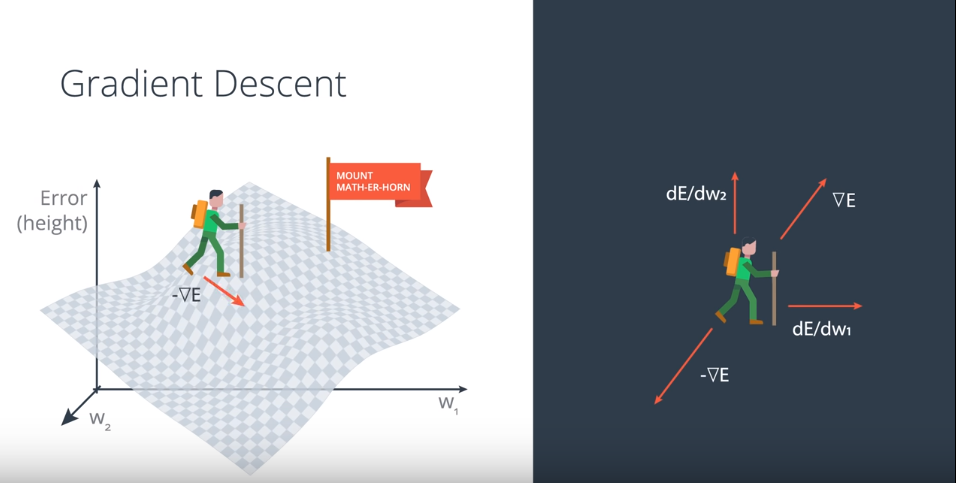 Gradient Descent
Error
(height)
MOUNT
MATH-ER-HORN
-∇E
w₁
w₂
dE/dw₂
∇E
dE/dw₁
-∇E